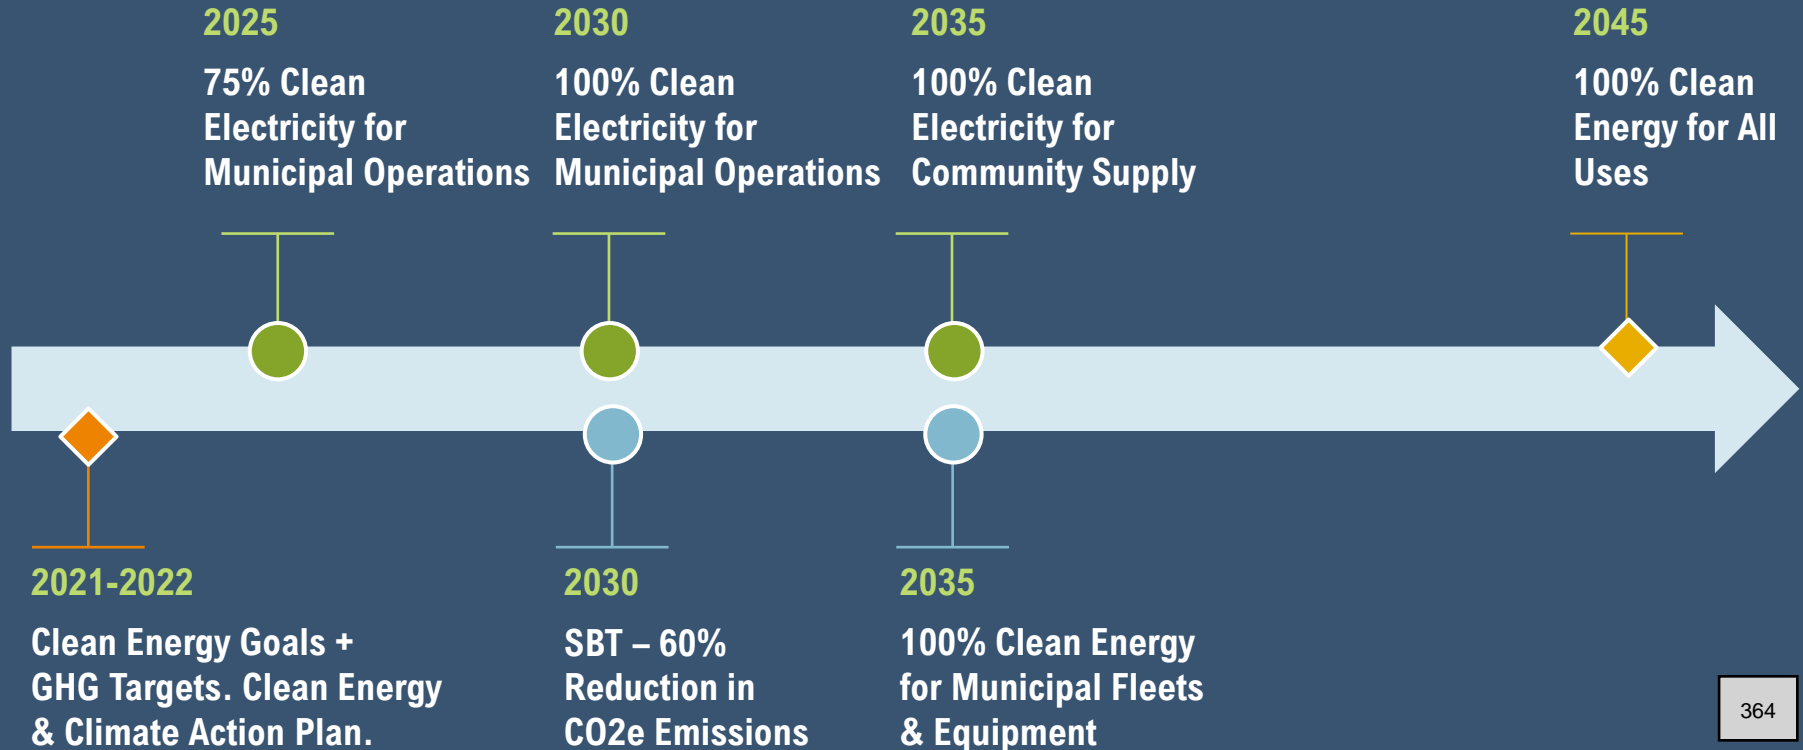 2025
75% Clean
Electricity for
Municipal Operations
2030
100% Clean
Electricity for
Municipal Operations
2035
100% Clean
Electricity for
Community Supply
2045
100% Clean
Energy for All
Uses
2021-2022
Clean Energy Goals +
GHG Targets. Clean Energy
& Climate Action Plan.
2030
SBT – 60%
Reduction in
CO2e Emissions
2035
100% Clean Energy
for Municipal Fleets
& Equipment
364